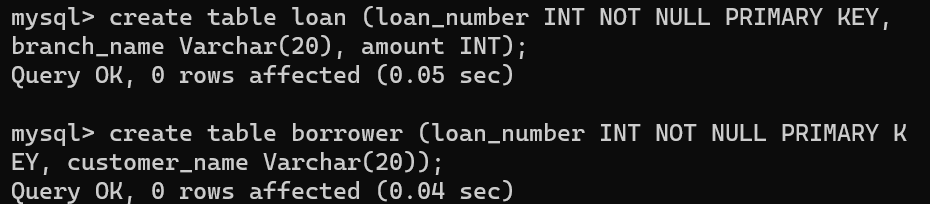 mysql> create table loan (loan_number INT NOT NULL PRIMARY KEY,
branch_name Varchar(20), amount INT);
Query OK, 0 rows affected (0.05 sec)
mysql> create table borrower (loan_number INT NOT NULL PRIMARY K
EY, customer_name Varchar(20));
Query OK, 0 rows affected (0.04 sec)